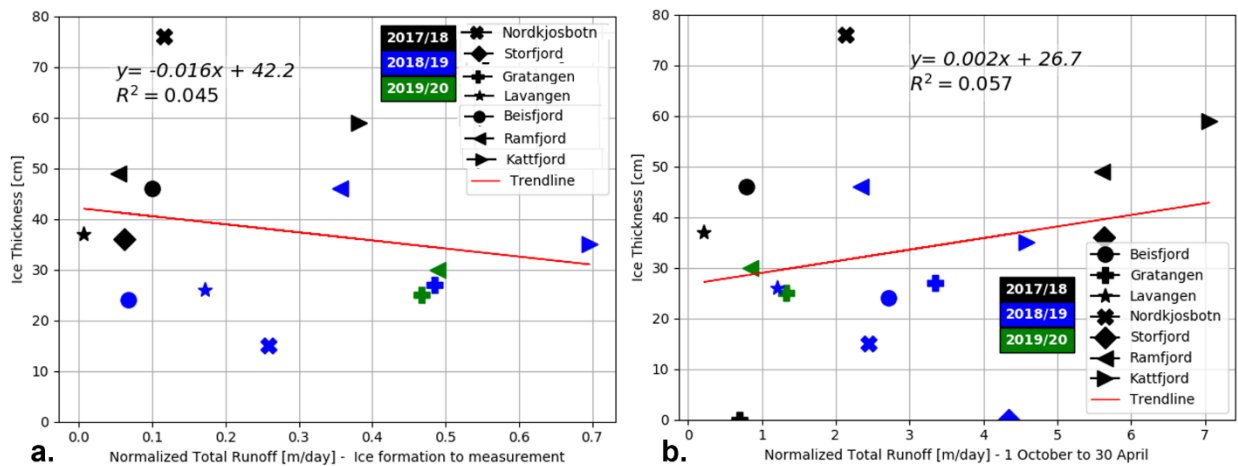 80
70
60
50
40
30
20
10
0
Ice Thickness [cm]
y= -0.016x + 42.2
R² = 0.045
2017/18
2018/19
2019/20
Nordkjosbotn
Storfjord
Gratangen
Lavangen
Beisfjord
Ramfjord
Kattfjord
Trendline
0.0 0.1 0.2 0.3 0.4 0.5 0.6 0.7
Normalized Total Runoff [m/day] - Ice formation to measurement
a.
80
70
60
50
40
30
20
10
0
Ice Thickness [cm]
y= 0.002x + 26.7
R² = 0.057
2017/18
2018/19
2019/20
Beisfjord
Gratangen
Lavangen
Nordkjosbotn
Storfjord
Ramfjord
Kattfjord
Trendline
1 2 3 4 5 6 7
Normalized Total Runoff [m/day] - 1 October to 30 April
b.